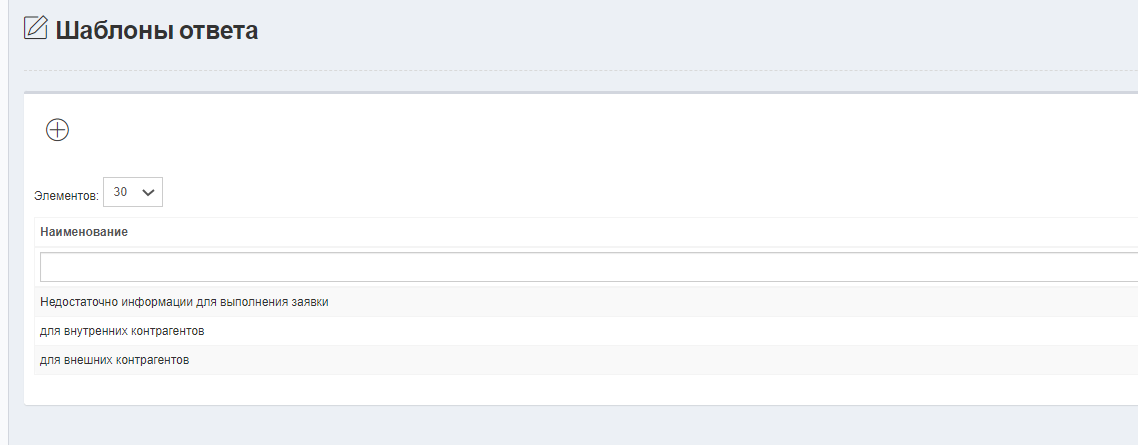 Шаблоны ответа
Элементов: 30
Наименование
Недостаточно информации для выполнения заявки
для внутренних контрагентов
для внешних контрагентов